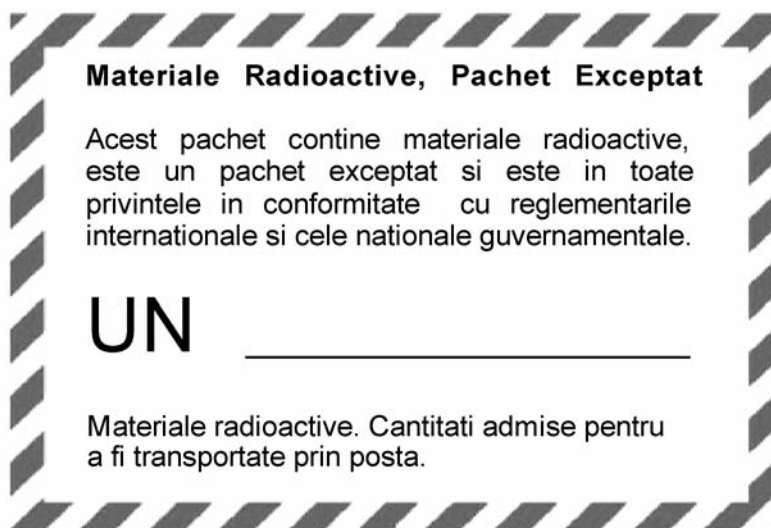 Materiale Radioactive, Pachet Exceptat
Acest pachet contine materiale radioactive,
este un pachet exceptat si este in toate
privintele in conformitate cu reglementarile
internationale si cele nationale guvernamentale.
UN
Materiale radioactive. Cantitati admise pentru
a fi transportate prin posta.